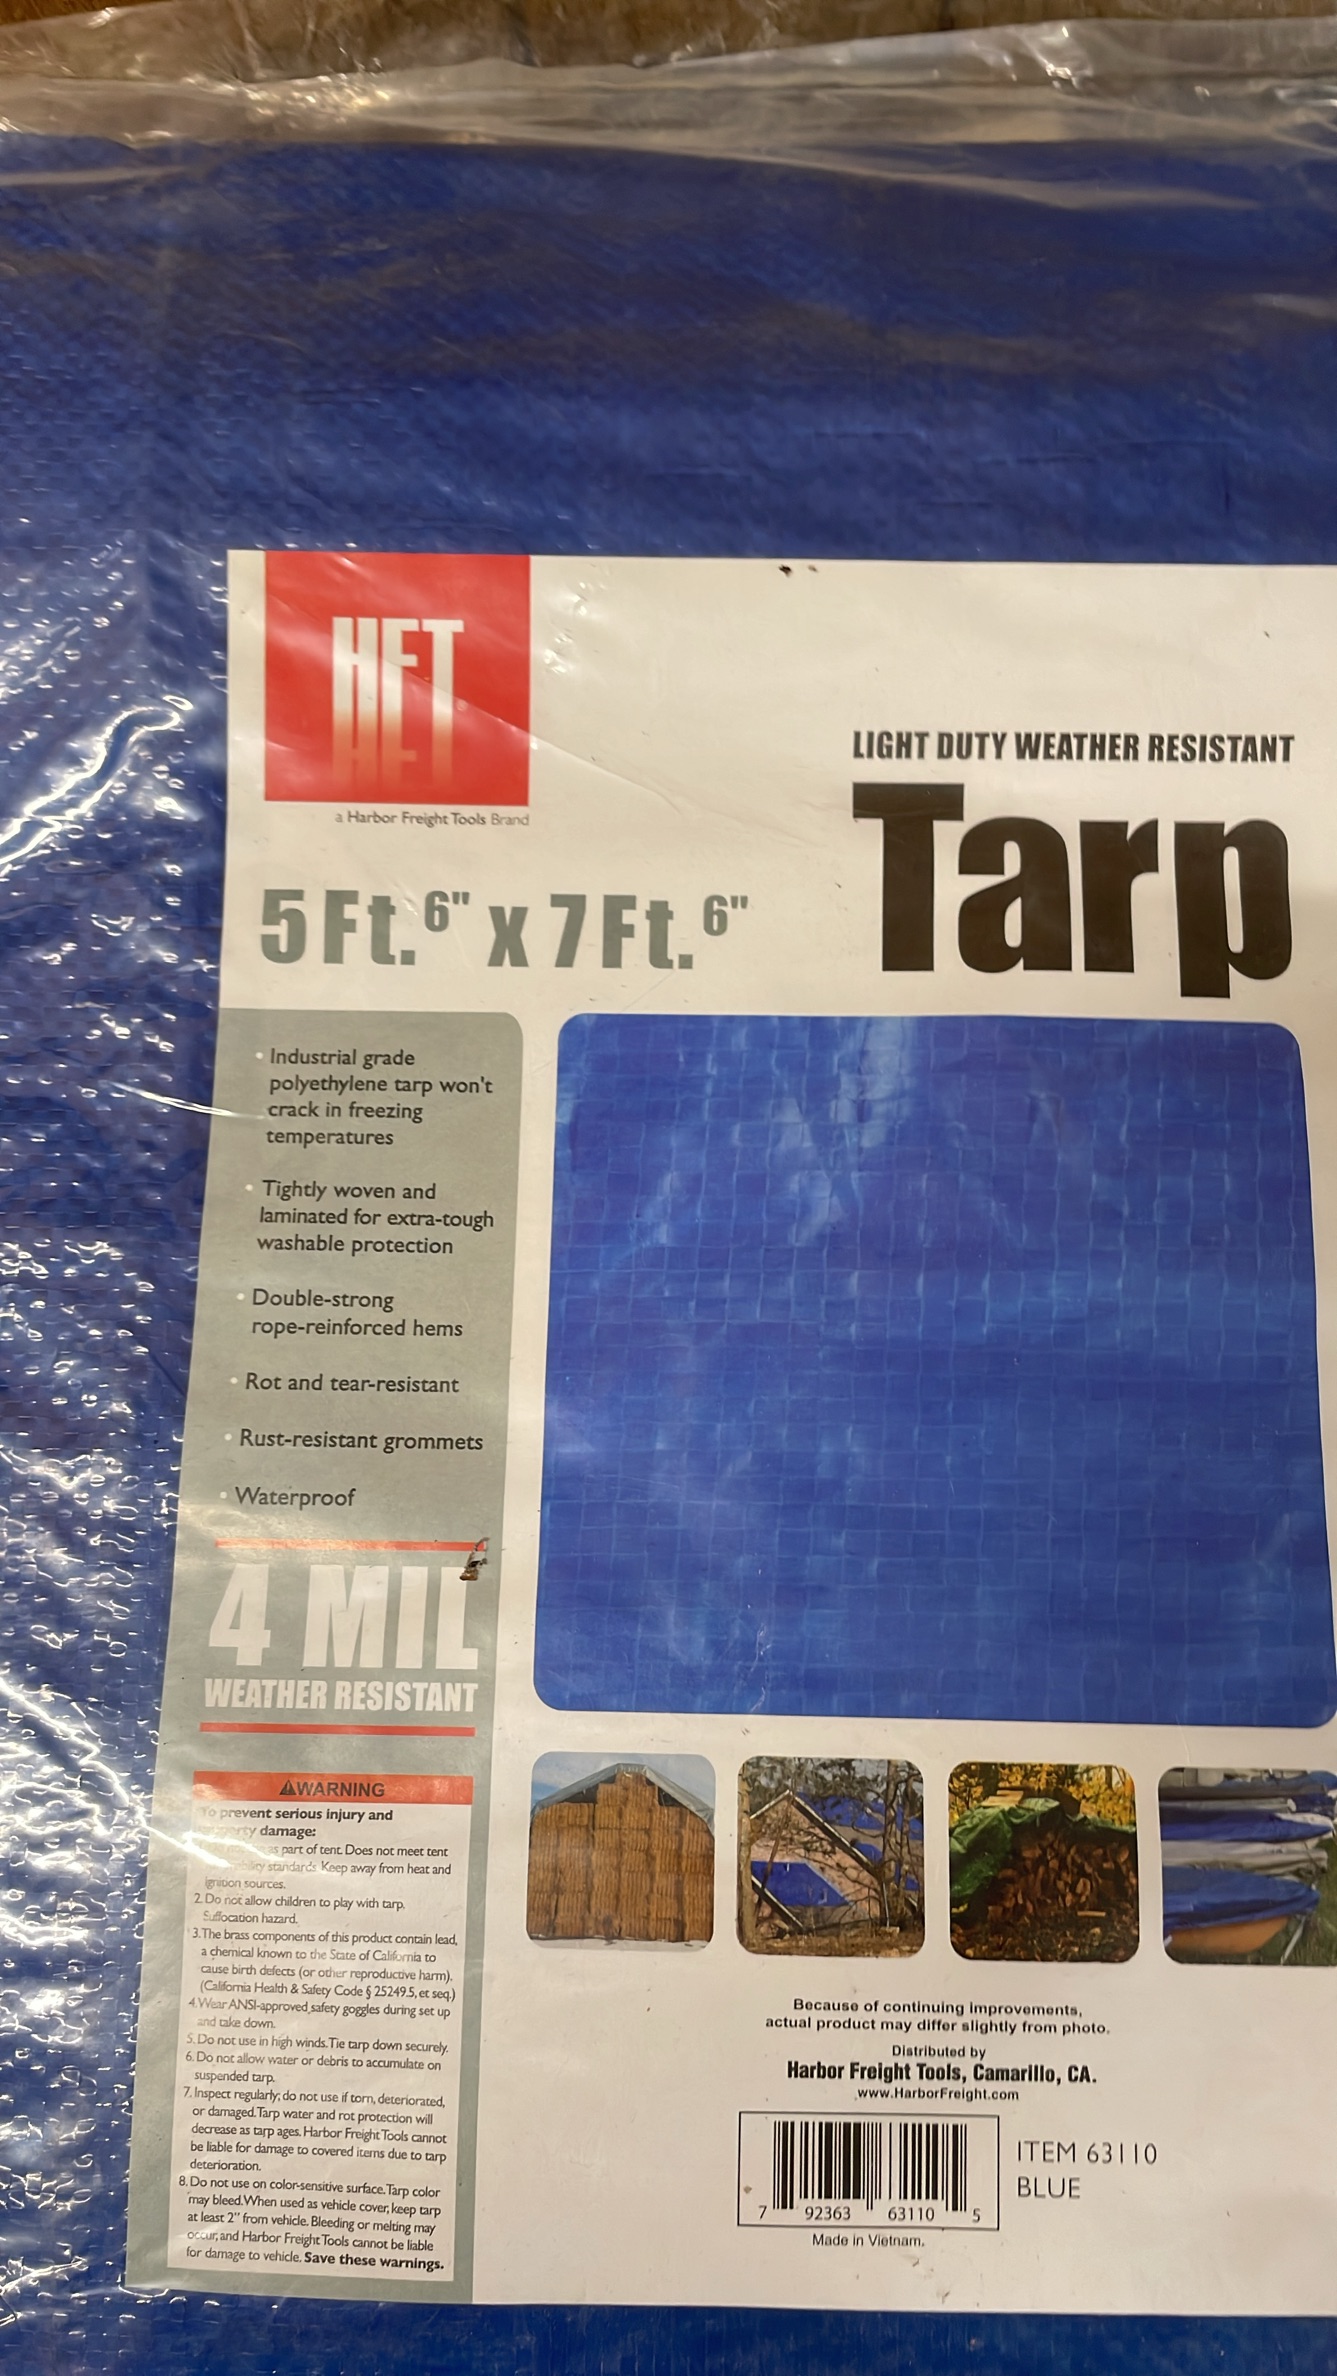 HFT
a Harbor Freight Tools Brand
LIGHT DUTY WEATHER RESISTANT
Tarp
5 Ft. 6" x 7 Ft. 6"
• Industrial grade
polyethylene tarp won't
crack in freezing
temperatures
• Tightly woven and
laminated for extra-tough
washable protection
• Double-strong
rope-reinforced hems
• Rot and tear-resistant
• Rust-resistant grommets
• Waterproof
4 MIL
WEATHER RESISTANT
⚠WARNING
To prevent serious injury and
damage:
as part of tent. Does not meet tent
standards. Keep away from heat and
ignition sources.
2. Do not allow children to play with tarp.
Suffocation hazard.
3. The brass components of this product contain lead,
a chemical known to the State of California to
cause birth defects (or other reproductive harm).
(California Health & Safety Code § 25249.5, et seq.)
4. Wear ANSI-approved safety goggles during set up
and take down.
5. Do not use in high winds. Tie tarp down securely.
6. Do not allow water or debris to accumulate on
suspended tarp.
7. Inspect regularly; do not use if torn, deteriorated,
or damaged. Tarp water and rot protection will
decrease as tarp ages. Harbor Freight Tools cannot
be liable for damage to covered items due to tarp
deterioration.
8. Do not use on color-sensitive surface. Tarp color
may bleed. When used as vehicle cover, keep tarp
at least 2" from vehicle. Bleeding or melting may
occur, and Harbor Freight Tools cannot be liable
for damage to vehicle. Save these warnings.
Because of continuing improvements,
actual product may differ slightly from photo.
Distributed by
Harbor Freight Tools, Camarillo, CA.
www.HarborFreight.com
7 92363 63110 5
ITEM 63110
BLUE
Made in Vietnam.